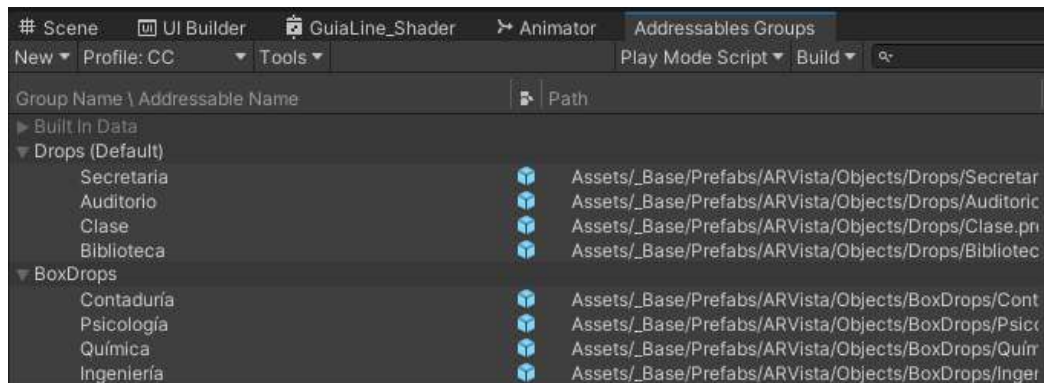 Scene UI Builder GuiaLine_Shader Animator Addressables Groups
New Profile: CC Tools Play Mode Script Build
Group Name \ Addressable Name Path
Built In Data
Drops (Default)
Secretaria Assets/_Base/Prefabs/ARVista/Objects/Drops/Secretar
Auditorio Assets/_Base/Prefabs/ARVista/Objects/Drops/Auditoric
Clase Assets/_Base/Prefabs/ARVista/Objects/Drops/Clase.pr
Biblioteca Assets/_Base/Prefabs/ARVista/Objects/Drops/Bibliotec
BoxDrops
Contaduría Assets/_Base/Prefabs/ARVista/Objects/BoxDrops/Cont
Psicología Assets/_Base/Prefabs/ARVista/Objects/BoxDrops/Psic
Química Assets/_Base/Prefabs/ARVista/Objects/BoxDrops/Quím
Ingeniería Assets/_Base/Prefabs/ARVista/Objects/BoxDrops/Inger